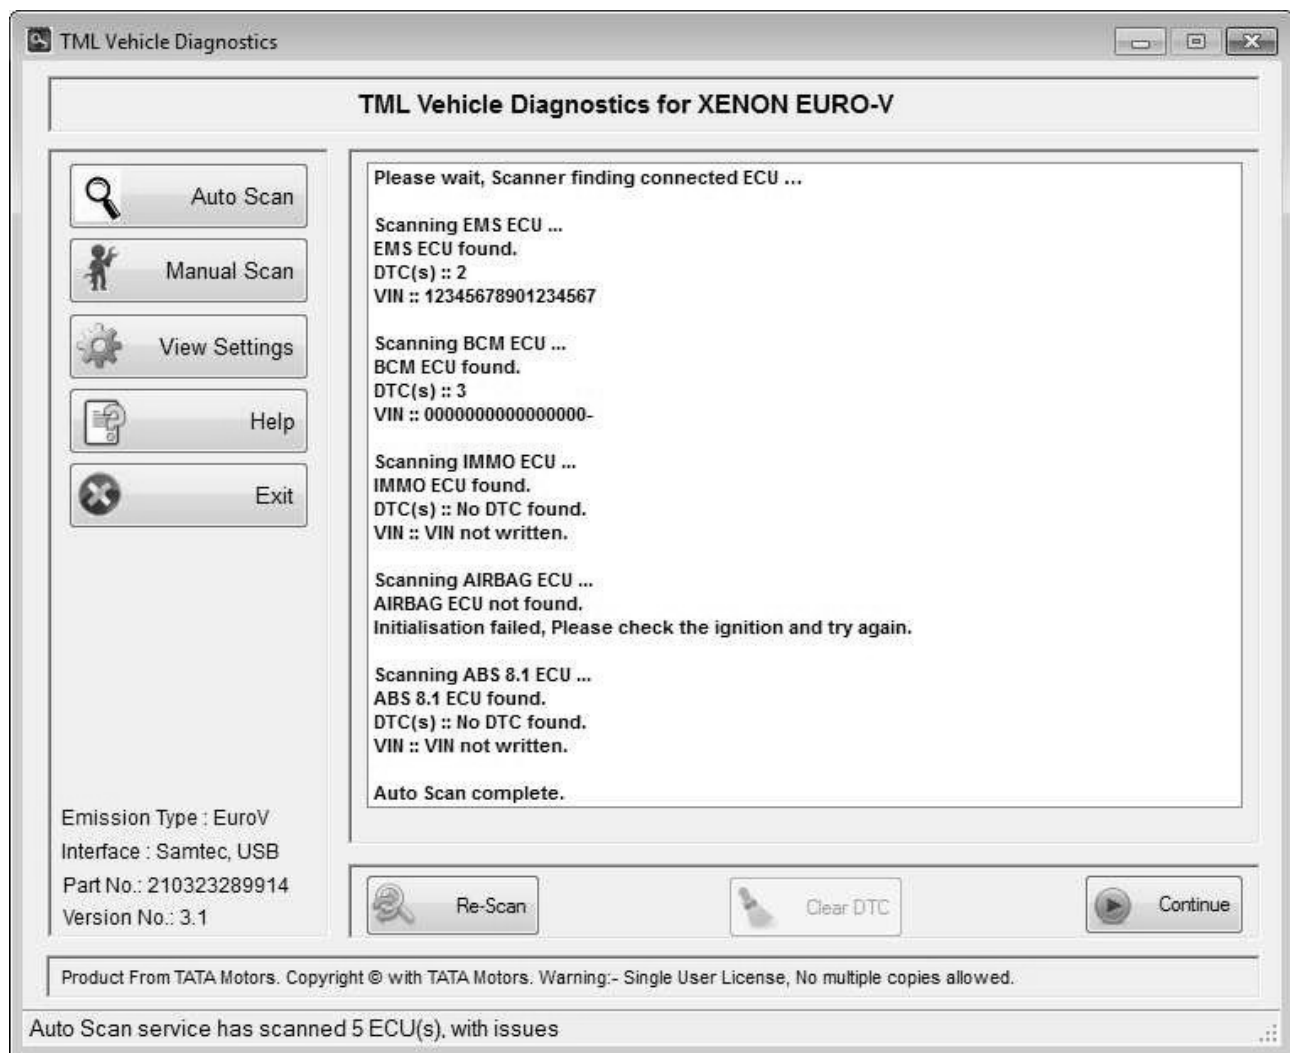 TML Vehicle Diagnostics
TML Vehicle Diagnostics for XENON EURO-V
Auto Scan
Manual Scan
View Settings
Help
Exit
Emission Type : EuroV
Interface : Samtec, USB
Part No.: 210323289914
Version No.: 3.1
Please wait, Scanner finding connected ECU ...
Scanning EMS ECU ...
EMS ECU found.
DTC(s) :: 2
VIN :: 12345678901234567
Scanning BCM ECU ...
BCM ECU found.
DTC(s) :: 3
VIN :: 0000000000000000-
Scanning IMMO ECU ...
IMMO ECU found.
DTC(s) :: No DTC found.
VIN :: VIN not written.
Scanning AIRBAG ECU ...
AIRBAG ECU not found.
Initialisation failed, Please check the ignition and try again.
Scanning ABS 8.1 ECU ...
ABS 8.1 ECU found.
DTC(s) :: No DTC found.
VIN :: VIN not written.
Auto Scan complete.
Re-Scan
Clear DTC
Continue
Product From TATA Motors. Copyright © with TATA Motors. Warning:- Single User License, No multiple copies allowed.
Auto Scan service has scanned 5 ECU(s), with issues